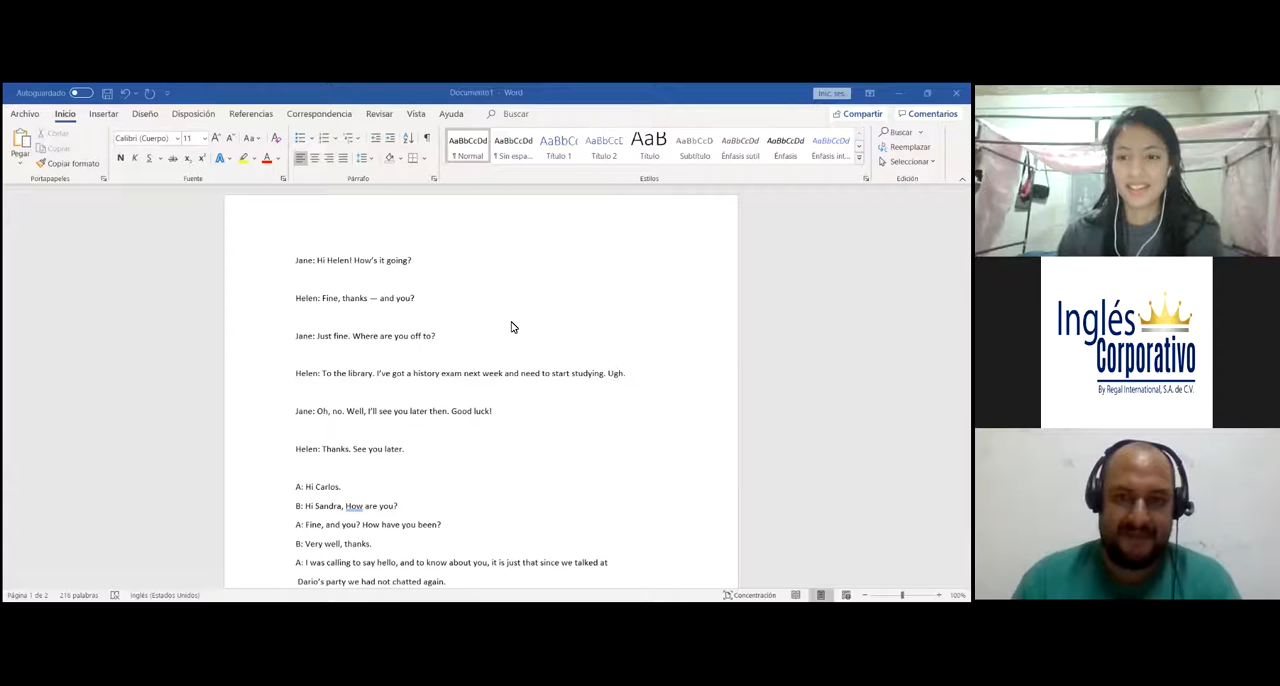 Autoguardado
Documento1 - Word
Inic. ses.
Archivo Inicio Insertar Diseño Disposición Referencias Correspondencia Revisar Vista Ayuda Buscar Compartir Comentarios
Pegar
Cortar
Copiar
Copiar formato
Portapapeles
Calibri (Cuerpo) 11 A A Aa
N K S ab x₂ x² A A
Fuente
Párrafo
AaBbCcDd AaBbCcDd AaBbC( AaBbCcE AaB AaBbCcD AaBbCcDd AaBbCcDd AaBbCcDd
¶ Normal ¶ Sin espa... Título 1 Título 2 Título Subtítulo Énfasis sutil Énfasis Énfasis int...
Estilos
Buscar
Reemplazar
Seleccionar
Edición
Jane: Hi Helen! How's it going?
Helen: Fine, thanks — and you?
Jane: Just fine. Where are you off to?
Helen: To the library. I've got a history exam next week and need to start studying. Ugh.
Jane: Oh, no. Well, I'll see you later then. Good luck!
Helen: Thanks. See you later.
A: Hi Carlos.
B: Hi Sandra, How are you?
A: Fine, and you? How have you been?
B: Very well, thanks.
A: I was calling to say hello, and to know about you, it is just that since we talked at
Dario's party we had not chatted again.
Página 1 de 2 216 palabras Inglés (Estados Unidos) Concentración 100%
Inglés
Corporativo
By Regal International, S.A. de C.V.